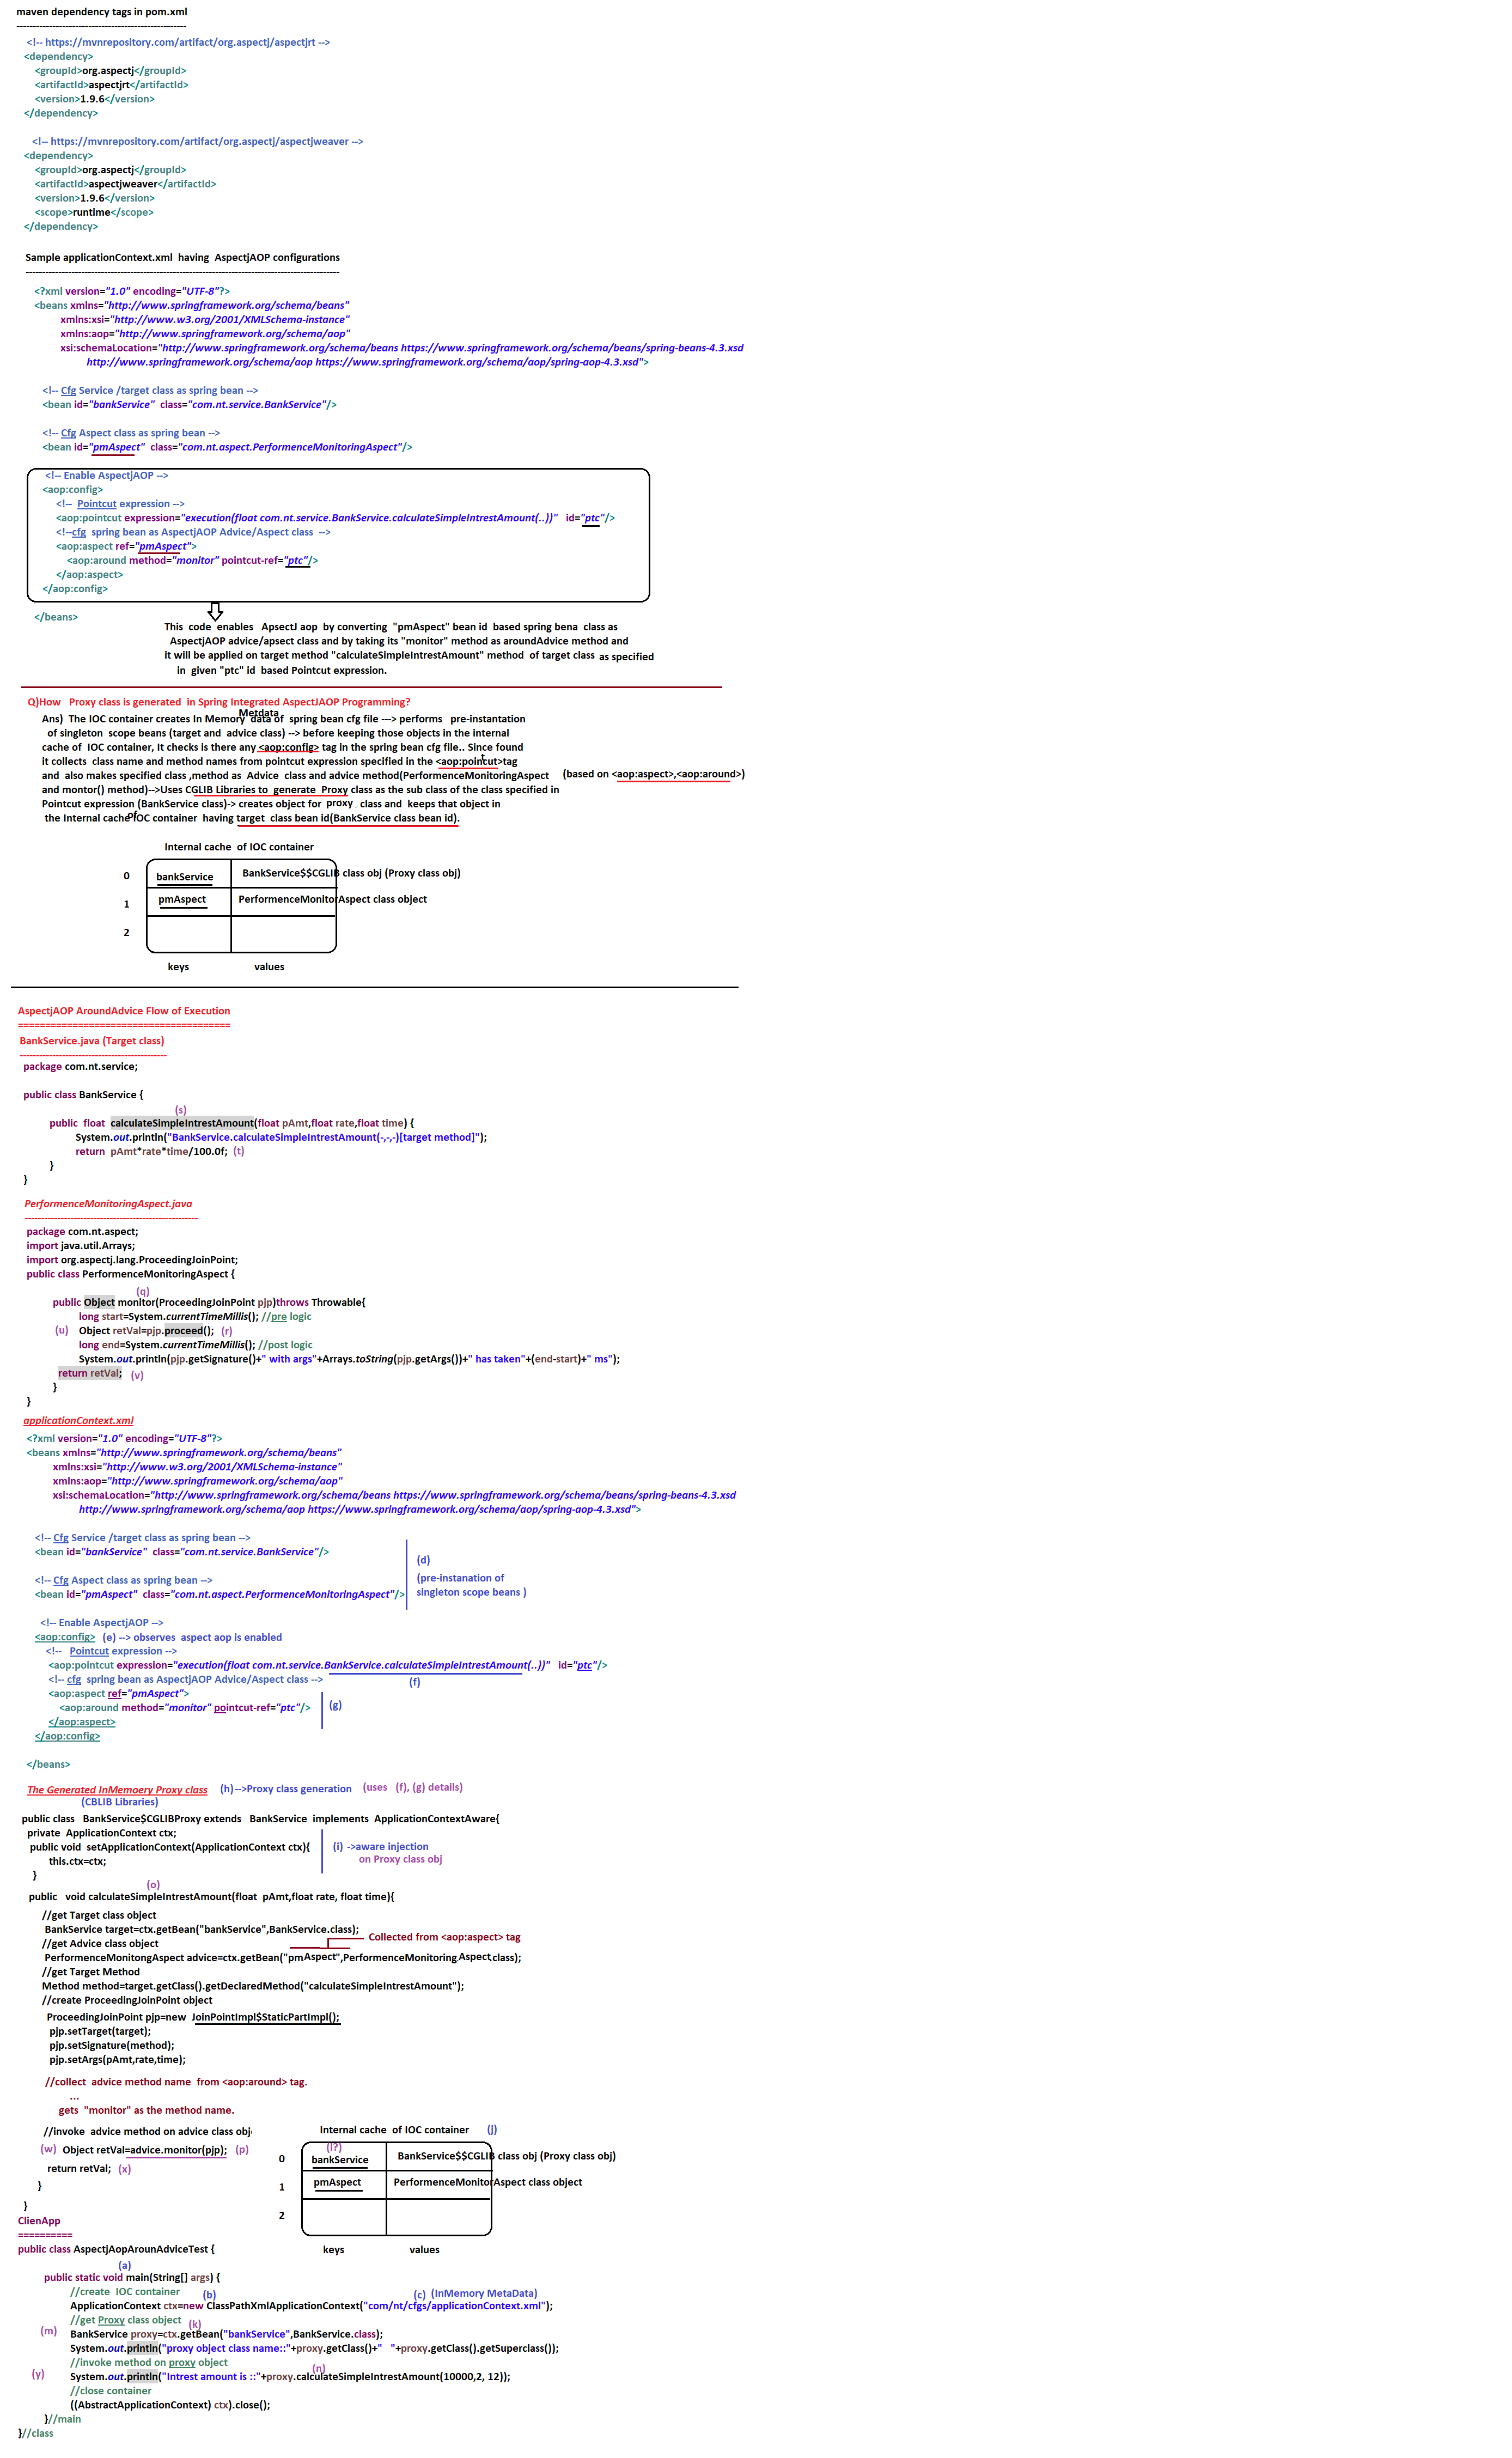 maven dependency tags in pom.xml
-----------------------------------------------------
<!-- https://mvnrepository.com/artifact/org.aspectj/aspectjrt -->
<dependency>
<groupId>org.aspectj</groupId>
<artifactId>aspectjrt</artifactId>
<version>1.9.6</version>
</dependency>
<!-- https://mvnrepository.com/artifact/org.aspectj/aspectjweaver -->
<dependency>
<groupId>org.aspectj</groupId>
<artifactId>aspectjweaver</artifactId>
<version>1.9.6</version>
<scope>runtime</scope>
</dependency>
Sample applicationContext.xml having AspectjAOP configurations
--------------------------------------------------------------------------------------------------
<?xml version="1.0" encoding="UTF-8"?>
<beans xmlns="http://www.springframework.org/schema/beans"
xmlns:xsi="http://www.w3.org/2001/XMLSchema-instance"
xmlns:aop="http://www.springframework.org/schema/aop"
xsi:schemaLocation="http://www.springframework.org/schema/beans https://www.springframework.org/schema/beans/spring-beans-4.3.xsd
http://www.springframework.org/schema/aop https://www.springframework.org/schema/aop/spring-aop-4.3.xsd">
<!-- Cfg Service /target class as spring bean -->
<bean id="bankService" class="com.nt.service.BankService"/>
<!-- Cfg Aspect class as spring bean -->
<bean id="pmAspect" class="com.nt.aspect.PerformenceMonitoringAspect"/>
<!-- Enable AspectjAOP -->
<aop:config>
<!-- Pointcut expression -->
<aop:pointcut expression="execution(float com.nt.service.BankService.calculateSimpleIntrestAmount(..))" id="ptc"/>
<!--cfg spring bean as AspectjAOP Advice/Aspect class -->
<aop:aspect ref="pmAspect">
<aop:around method="monitor" pointcut-ref="ptc"/>
</aop:aspect>
</aop:config>
</beans>
This code enables ApsectJ aop by converting "pmAspect" bean id based spring bena class as
AspectjAOP advice/apsect class and by taking its "monitor" method as aroundAdvice method and
it will be applied on target method "calculateSimpleIntrestAmount" method of target class as specified
in given "ptc" id based Pointcut expression.
Q)How Proxy class is generated in Spring Integrated AspectJAOP Programming?
Metdata
Ans) The IOC container creates In Memory data of spring bean cfg file ---> performs pre-instantation
of singleton scope beans (target and advice class) --> before keeping those objects in the internal
cache of IOC container, It checks is there any <aop:config> tag in the spring bean cfg file.. Since found
it collects class name and method names from pointcut expression specified in the <aop:poincut>tag
t
and also makes specified class ,method as Advice class and advice method(PerformenceMonitoringAspect (based on <aop:aspect>,<aop:around>)
and montor() method)-->Uses CGLIB Libraries to generate Proxy class as the sub class of the class specified in
Pointcut expression (BankService class)-> creates object for proxy . class and keeps that object in
the Internal cache of IOC container having target class bean id(BankService class bean id).
Internal cache of IOC container
0 bankService BankService$$CGLIB class obj (Proxy class obj)
1 pmAspect PerformenceMonitorAspect class object
2
keys values
AspectjAOP AroundAdvice Flow of Execution
=======================================
BankService.java (Target class)
----------------------------------------------
package com.nt.service;
public class BankService {
(s)
public float calculateSimpleIntrestAmount(float pAmt,float rate,float time) {
System.out.println("BankService.calculateSimpleIntrestAmount(-,-,-)[target method]");
return pAmt*rate*time/100.0f; (t)
}
}
PerformenceMonitoringAspect.java
------------------------------------------------------
package com.nt.aspect;
import java.util.Arrays;
import org.aspectj.lang.ProceedingJoinPoint;
public class PerformenceMonitoringAspect {
(q)
public Object monitor(ProceedingJoinPoint pjp)throws Throwable{
long start=System.currentTimeMillis(); //pre logic
(u) Object retVal=pjp.proceed(); (r)
long end=System.currentTimeMillis(); //post logic
System.out.println(pjp.getSignature()+" with args"+Arrays.toString(pjp.getArgs())+" has taken"+(end-start)+" ms");
return retVal; (v)
}
}
applicationContext.xml
<?xml version="1.0" encoding="UTF-8"?>
<beans xmlns="http://www.springframework.org/schema/beans"
xmlns:xsi="http://www.w3.org/2001/XMLSchema-instance"
xmlns:aop="http://www.springframework.org/schema/aop"
xsi:schemaLocation="http://www.springframework.org/schema/beans https://www.springframework.org/schema/beans/spring-beans-4.3.xsd
http://www.springframework.org/schema/aop https://www.springframework.org/schema/aop/spring-aop-4.3.xsd">
<!-- Cfg Service /target class as spring bean -->
<bean id="bankService" class="com.nt.service.BankService"/>
(d)
(pre-instanation of
singleton scope beans )
<!-- Cfg Aspect class as spring bean -->
<bean id="pmAspect" class="com.nt.aspect.PerformenceMonitoringAspect"/>
<!-- Enable AspectjAOP -->
<aop:config> (e) --> observes aspect aop is enabled
<!-- Pointcut expression -->
<aop:pointcut expression="execution(float com.nt.service.BankService.calculateSimpleIntrestAmount(..))" id="ptc"/>
<!-- cfg spring bean as AspectjAOP Advice/Aspect class -->
(f)
<aop:aspect ref="pmAspect">
<aop:around method="monitor" pointcut-ref="ptc"/> (g)
</aop:aspect>
</aop:config>
</beans>
The Generated InMemoery Proxy class (h)-->Proxy class generation (uses (f), (g) details)
(CBLIB Libraries)
public class BankService$CGLIBProxy extends BankService implements ApplicationContextAware{
private ApplicationContext ctx;
public void setApplicationContext(ApplicationContext ctx){ (i) ->aware injection
this.ctx=ctx; on Proxy class obj
}
(o)
public void calculateSimpleIntrestAmount(float pAmt,float rate, float time){
//get Target class object
BankService target=ctx.getBean("bankService",BankService.class);
//get Advice class object Collected from <aop:aspect> tag
PerformenceMonitongAspect advice=ctx.getBean("pmAspect",PerformenceMonitoring.Aspect.class);
//get Target Method
Method method=target.getClass().getDeclaredMethod("calculateSimpleIntrestAmount");
//create ProceedingJoinPoint object
ProceedingJoinPoint pjp=new JoinPointImpl$StaticPartImpl();
pjp.setTarget(target);
pjp.setSignature(method);
pjp.setArgs(pAmt,rate,time);
//collect advice method name from <aop:around> tag.
...
gets "monitor" as the method name.
//invoke advice method on advice class obj
(w) Object retVal=advice.monitor(pjp); (p)
return retVal; (x)
}
}
Internal cache of IOC container (j)
(l?)
0 bankService BankService$$CGLIB class obj (Proxy class obj)
1 pmAspect PerformenceMonitorAspect class object
2
keys values
ClienApp
==========
public class AspectjAopArounAdviceTest {
(a)
public static void main(String[] args) {
//create IOC container (b) (c) (InMemory MetaData)
ApplicationContext ctx=new ClassPathXmlApplicationContext("com/nt/cfgs/applicationContext.xml");
//get Proxy class object (k)
(m) BankService proxy=ctx.getBean("bankService",BankService.class);
System.out.println("proxy object class name::"+proxy.getClass()+" "+proxy.getClass().getSuperclass());
//invoke method on proxy object
(n)
(y) System.out.println("Intrest amount is ::"+proxy.calculateSimpleIntrestAmount(10000,2, 12));
//close container
((AbstractApplicationContext) ctx).close();
}//main
}//class